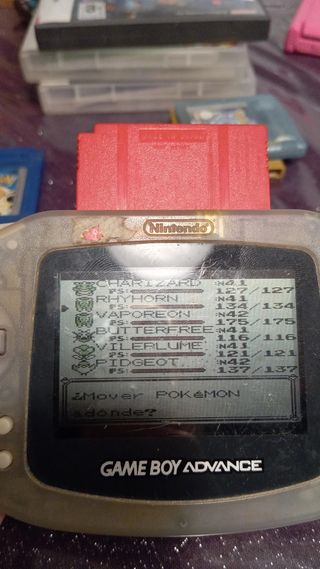 Nintendo
CHARIZARD :N41
PS: 127/127
RHYHORN :N41
PS: 134/134
VAPOREON :N42
PS: 175/175
BUTTERFREE :N41
PS: 116/116
VILEPLUME :N41
PS: 121/121
PIDGEOT :N42
PS: 137/137
¿Mover POKéMON
adónde?
GAME BOY ADVANCE